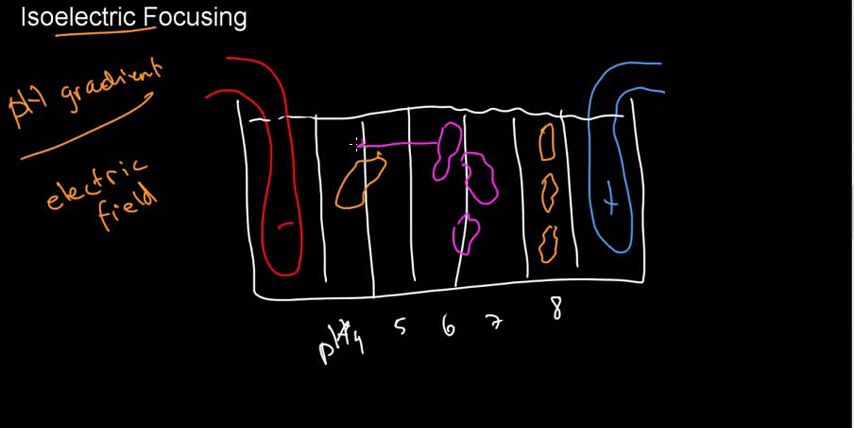 Isoelectric Focusing
pH gradient
electric
field
-
+
pH 4 5 6 7 8